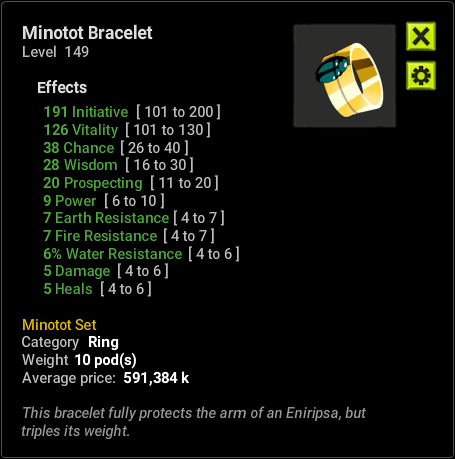 Minotot Bracelet
Level 149
Effects
191 Initiative [ 101 to 200 ]
126 Vitality [ 101 to 130 ]
38 Chance [ 26 to 40 ]
28 Wisdom [ 16 to 30 ]
20 Prospecting [ 11 to 20 ]
9 Power [ 6 to 10 ]
7 Earth Resistance [ 4 to 7 ]
7 Fire Resistance [ 4 to 7 ]
6% Water Resistance [ 4 to 6 ]
5 Damage [ 4 to 6 ]
5 Heals [ 4 to 6 ]
Minotot Set
Category Ring
Weight 10 pod(s)
Average price: 591,384 k
This bracelet fully protects the arm of an Eniripsa, but
triples its weight.